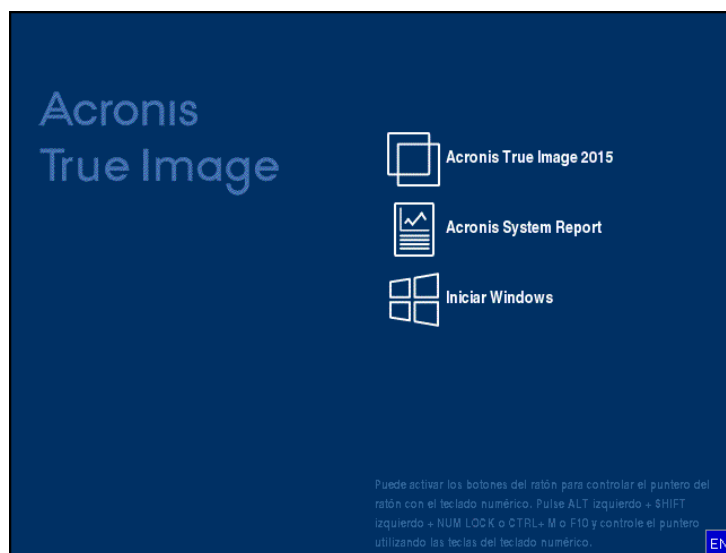 Acronis
True Image
Acronis True Image 2015
Acronis System Report
Iniciar Windows
Puede activar los botones del ratón para controlar el puntero del
ratón con el teclado numérico. Pulse ALT izquierdo + SHIFT
izquierdo + NUM LOCK o CTRL+ M o F10 y controle el puntero
utilizando las teclas del teclado numérico.
EN